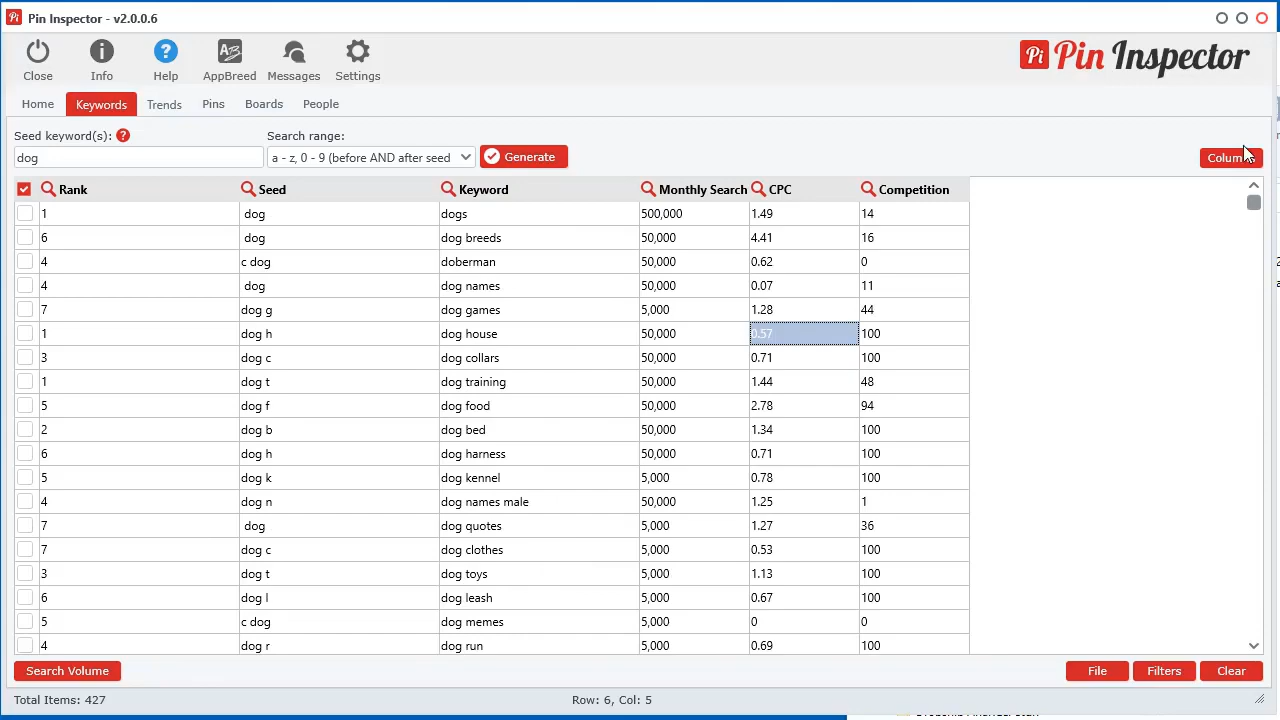 Pi Pin Inspector - v2.0.0.6
Close Info Help AppBreed Messages Settings
Pi Pin Inspector
Home Keywords Trends Pins Boards People
Seed keyword(s): ? Search range:
dog a - z, 0 - 9 (before AND after seed Generate
Rank Seed Keyword Monthly Search CPC Competition
1 dog dogs 500,000 1.49 14
6 dog dog breeds 50,000 4.41 16
4 c dog doberman 50,000 0.62 0
4 dog dog names 50,000 0.07 11
7 dog g dog games 5,000 1.28 44
1 dog h dog house 50,000 0.57 100
3 dog c dog collars 50,000 0.71 100
1 dog t dog training 50,000 1.44 48
5 dog f dog food 50,000 2.78 94
2 dog b dog bed 50,000 1.34 100
6 dog h dog harness 50,000 0.71 100
5 dog k dog kennel 5,000 0.78 100
4 dog n dog names male 50,000 1.25 1
7 dog dog quotes 5,000 1.27 36
7 dog c dog clothes 5,000 0.53 100
3 dog t dog toys 5,000 1.13 100
6 dog l dog leash 5,000 0.67 100
5 c dog dog memes 5,000 0 0
4 dog r dog run 5,000 0.69 100
Search Volume File Filters Clear
Total Items: 427 Row: 6, Col: 5